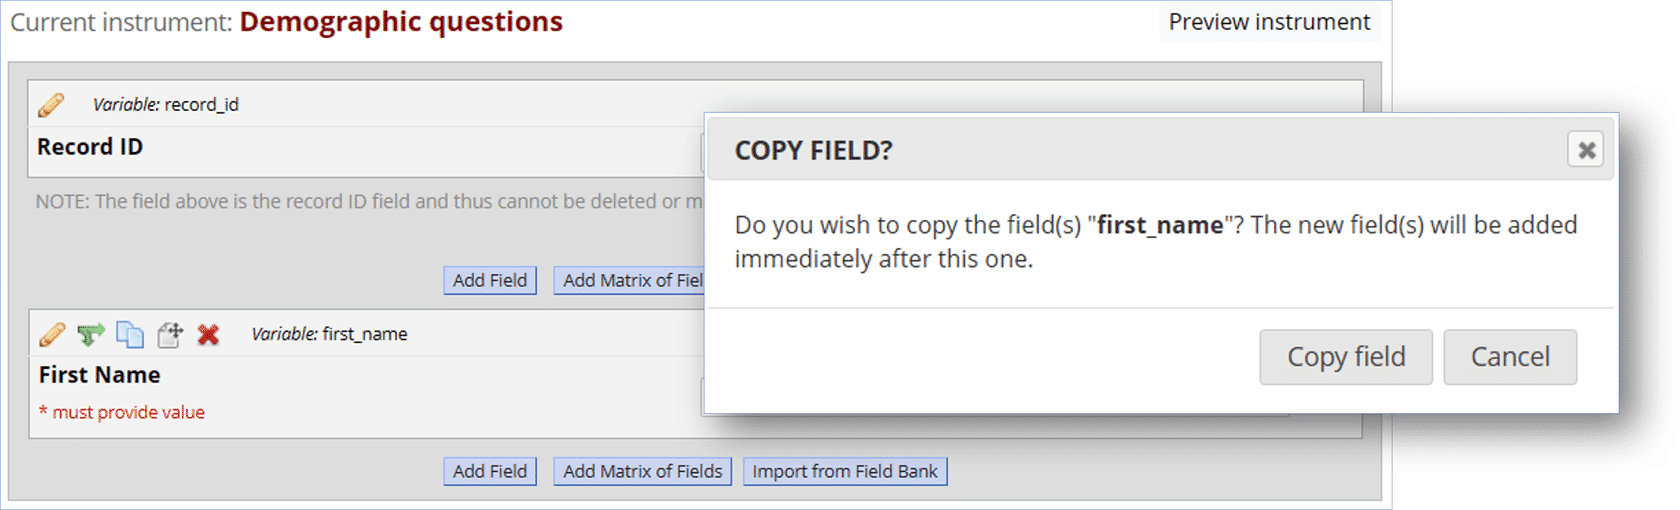 Current instrument: Demographic questions
Preview instrument
Variable: record_id
Record ID
NOTE: The field above is the record ID field and thus cannot be deleted or m
Add Field
Add Matrix of Fiel
Variable: first_name
First Name
* must provide value
Add Field
Add Matrix of Fields
Import from Field Bank
COPY FIELD?
Do you wish to copy the field(s) "first_name"? The new field(s) will be added
immediately after this one.
Copy field
Cancel